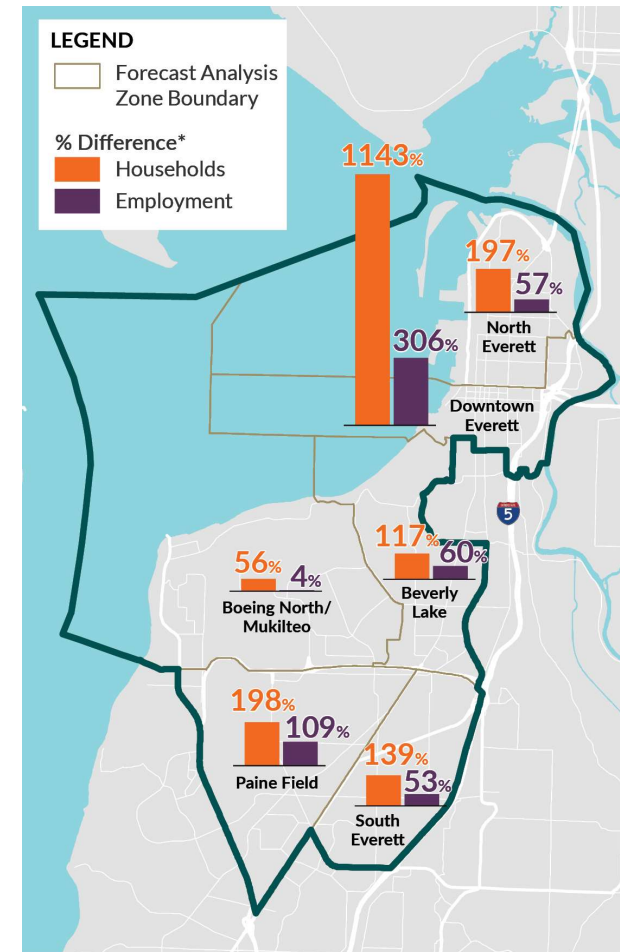 LEGEND
Forecast Analysis
Zone Boundary
% Difference*
Households
Employment
1143%
306%
Downtown
Everett
197%
57%
North
Everett
5
117%
60%
Beverly
Lake
56%
4%
Boeing North/
Mukilteo
198%
109%
Paine Field
139%
53%
South
Everett